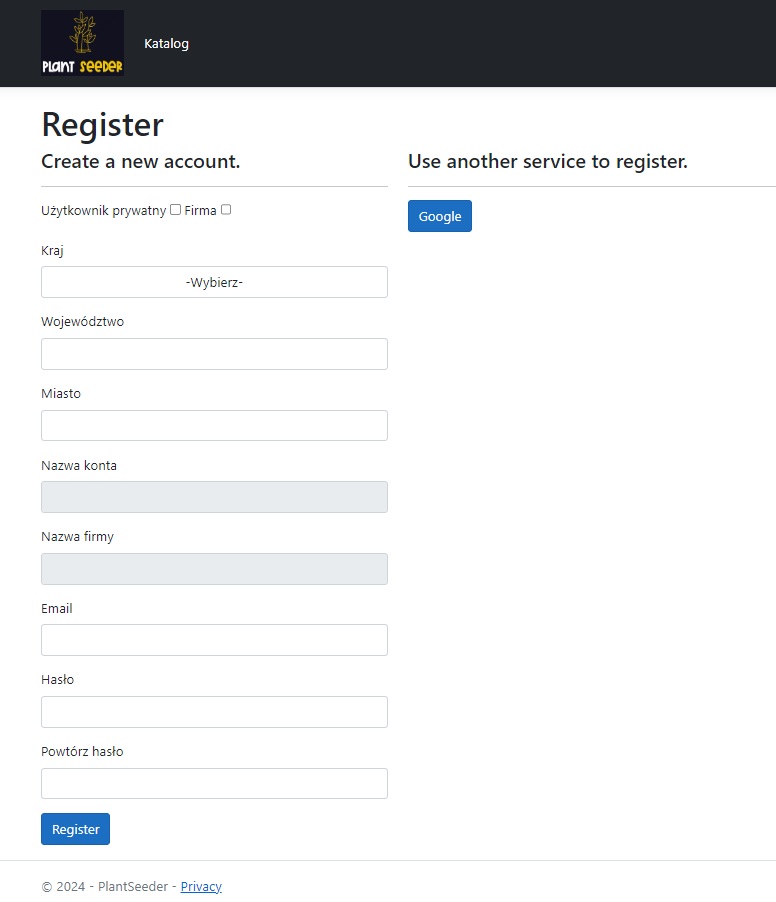 PLANT SEEDER
Katalog
Register
Create a new account.
Use another service to register.
Użytkownik prywatny Firma
Google
Kraj
-Wybierz-
Województwo
Miasto
Nazwa konta
Nazwa firmy
Email
Hasło
Powtórz hasło
Register
© 2024 - PlantSeeder - Privacy